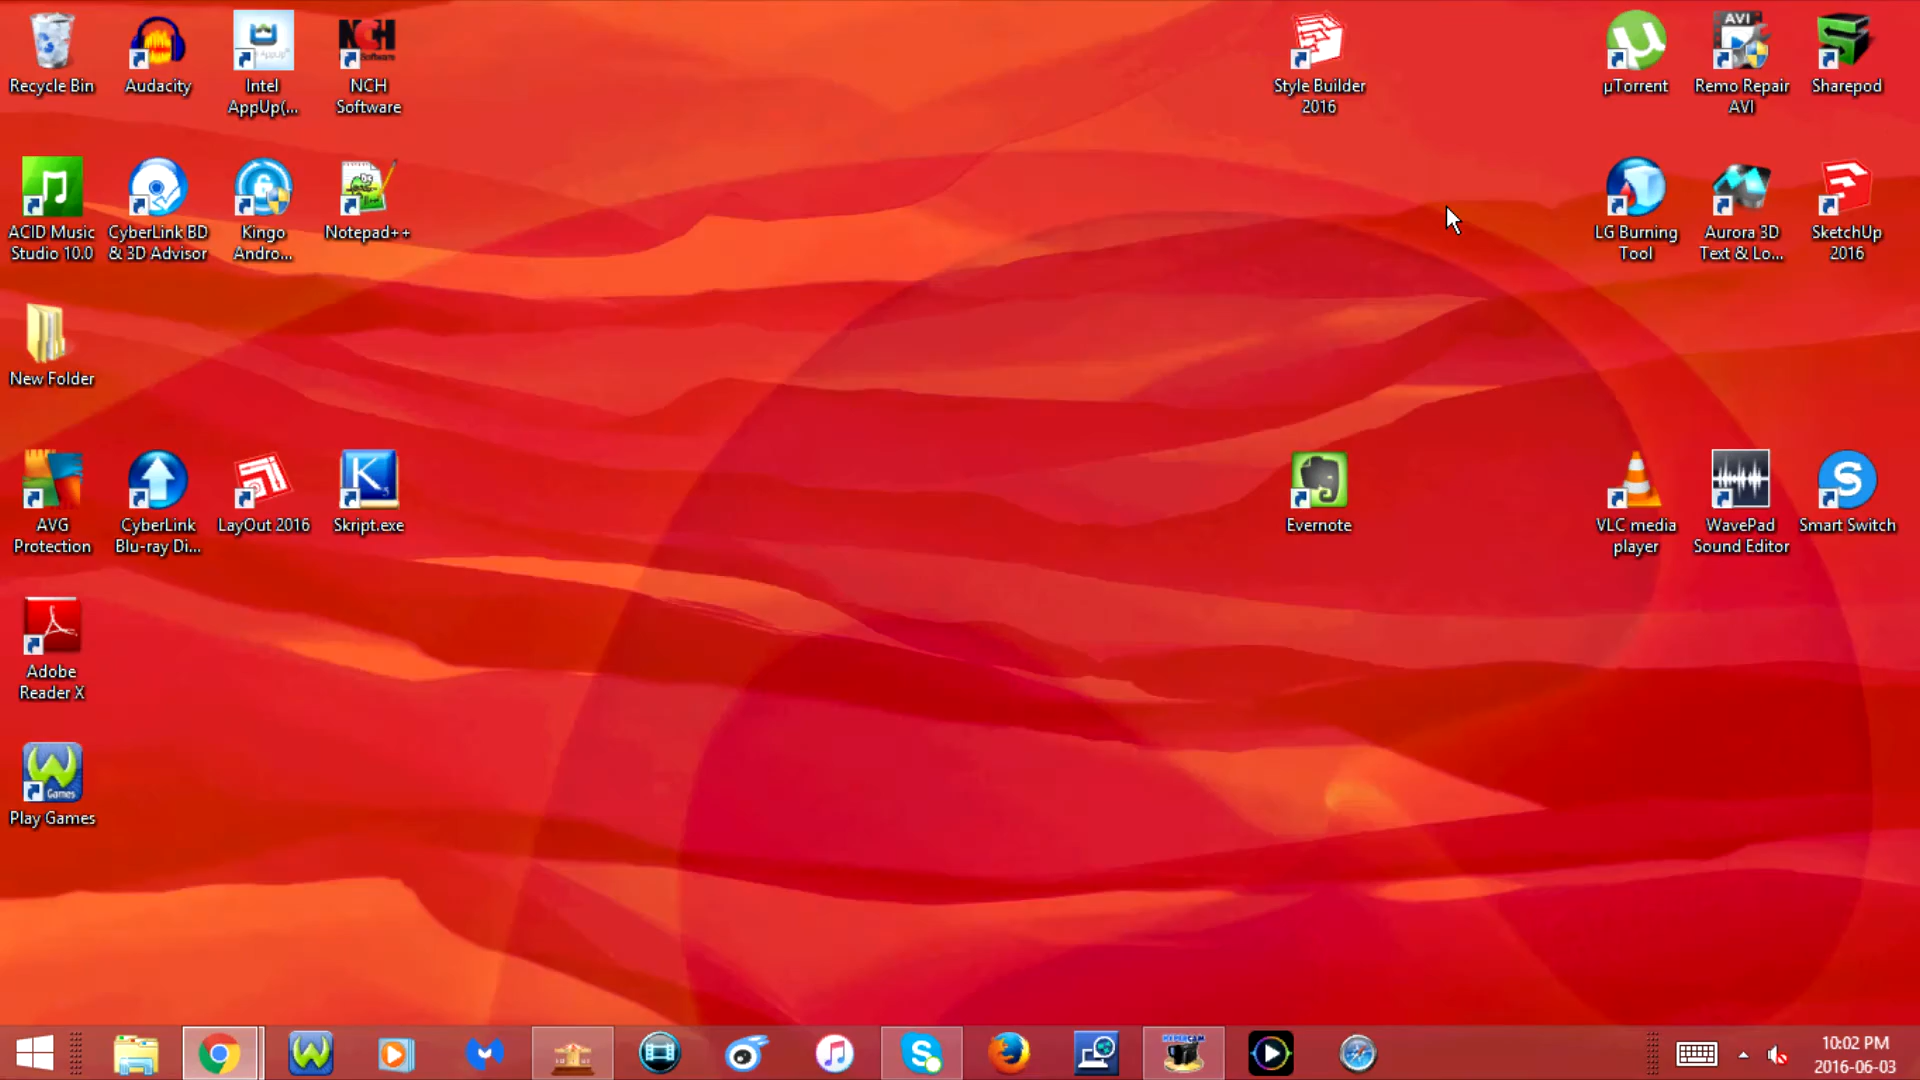 Recycle Bin
Audacity
Intel
AppUp(...
NCH
Software
Style Builder
2016
µTorrent
AVI
Remo Repair
AVI
Sharepod
ACID Music
Studio 10.0
CyberLink BD
& 3D Advisor
Kingo
Andro...
Notepad++
LG Burning
Tool
Aurora 3D
Text & Lo...
SketchUp
2016
New Folder
AVG
Protection
CyberLink
Blu-ray Di...
LayOut 2016
Skript.exe
Evernote
VLC media
player
WavePad
Sound Editor
Smart Switch
Adobe
Reader X
Games
Play Games
HYPERCAM
10:02 PM
2016-06-03